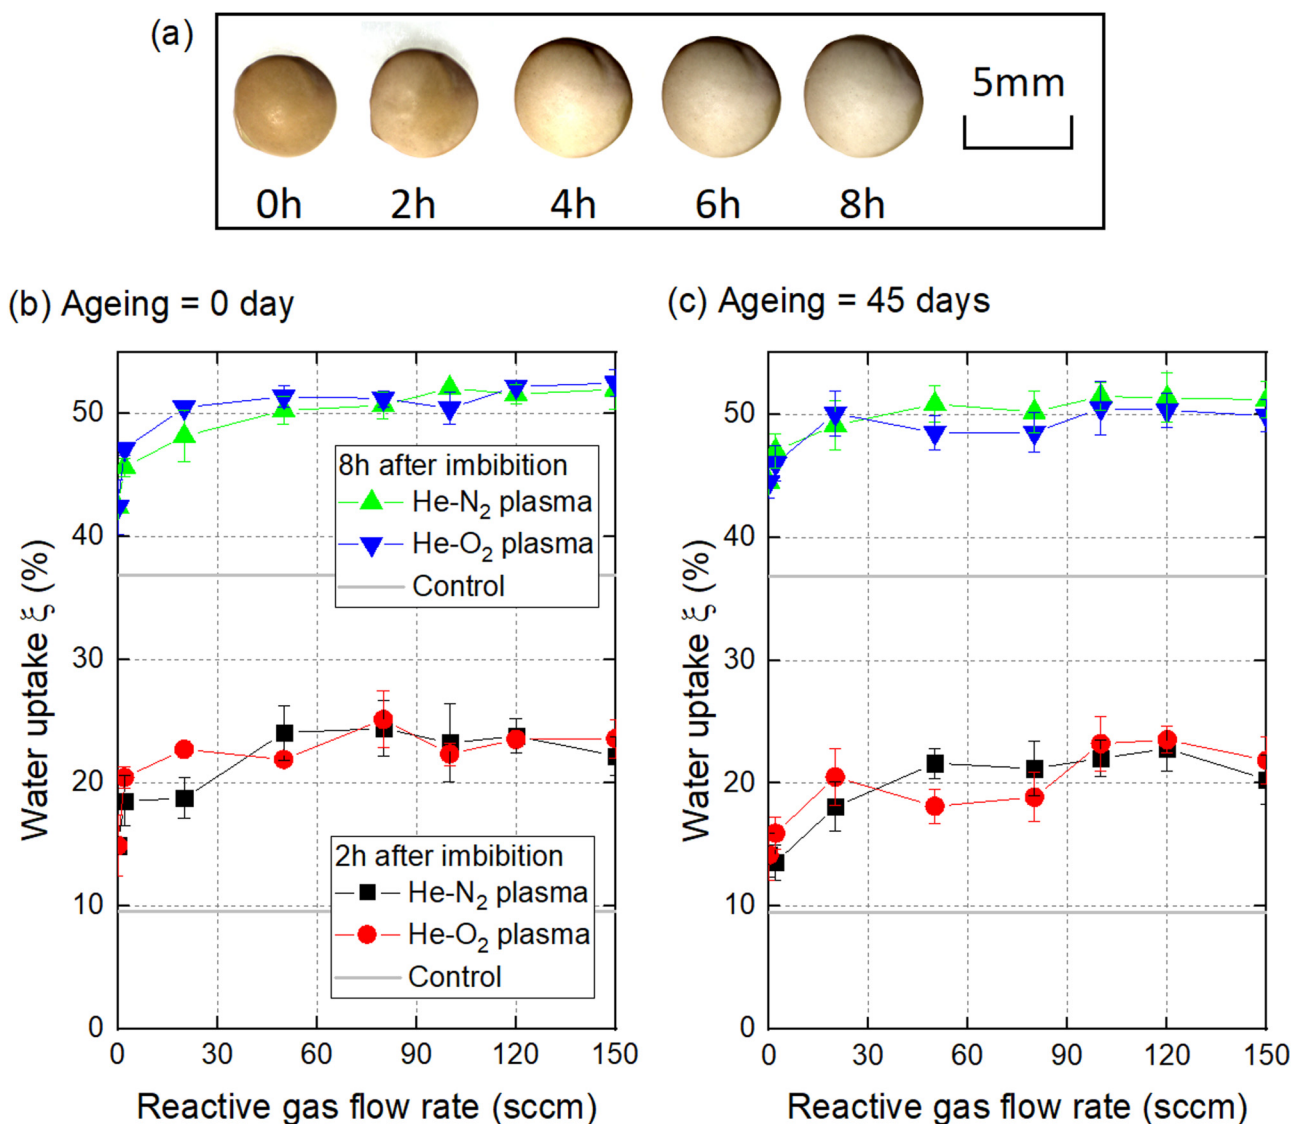 (a)
5mm
0h 2h 4h 6h 8h
(b) Ageing = 0 day
Water uptake ξ (%)
50
40
30
20
10
0
8h after imbibition
He-N₂ plasma
He-O₂ plasma
Control
2h after imbibition
He-N₂ plasma
He-O₂ plasma
Control
0 30 60 90 120 150
Reactive gas flow rate (sccm)
(c) Ageing = 45 days
Water uptake ξ (%)
50
40
30
20
10
0
0 30 60 90 120 150
Reactive gas flow rate (sccm)